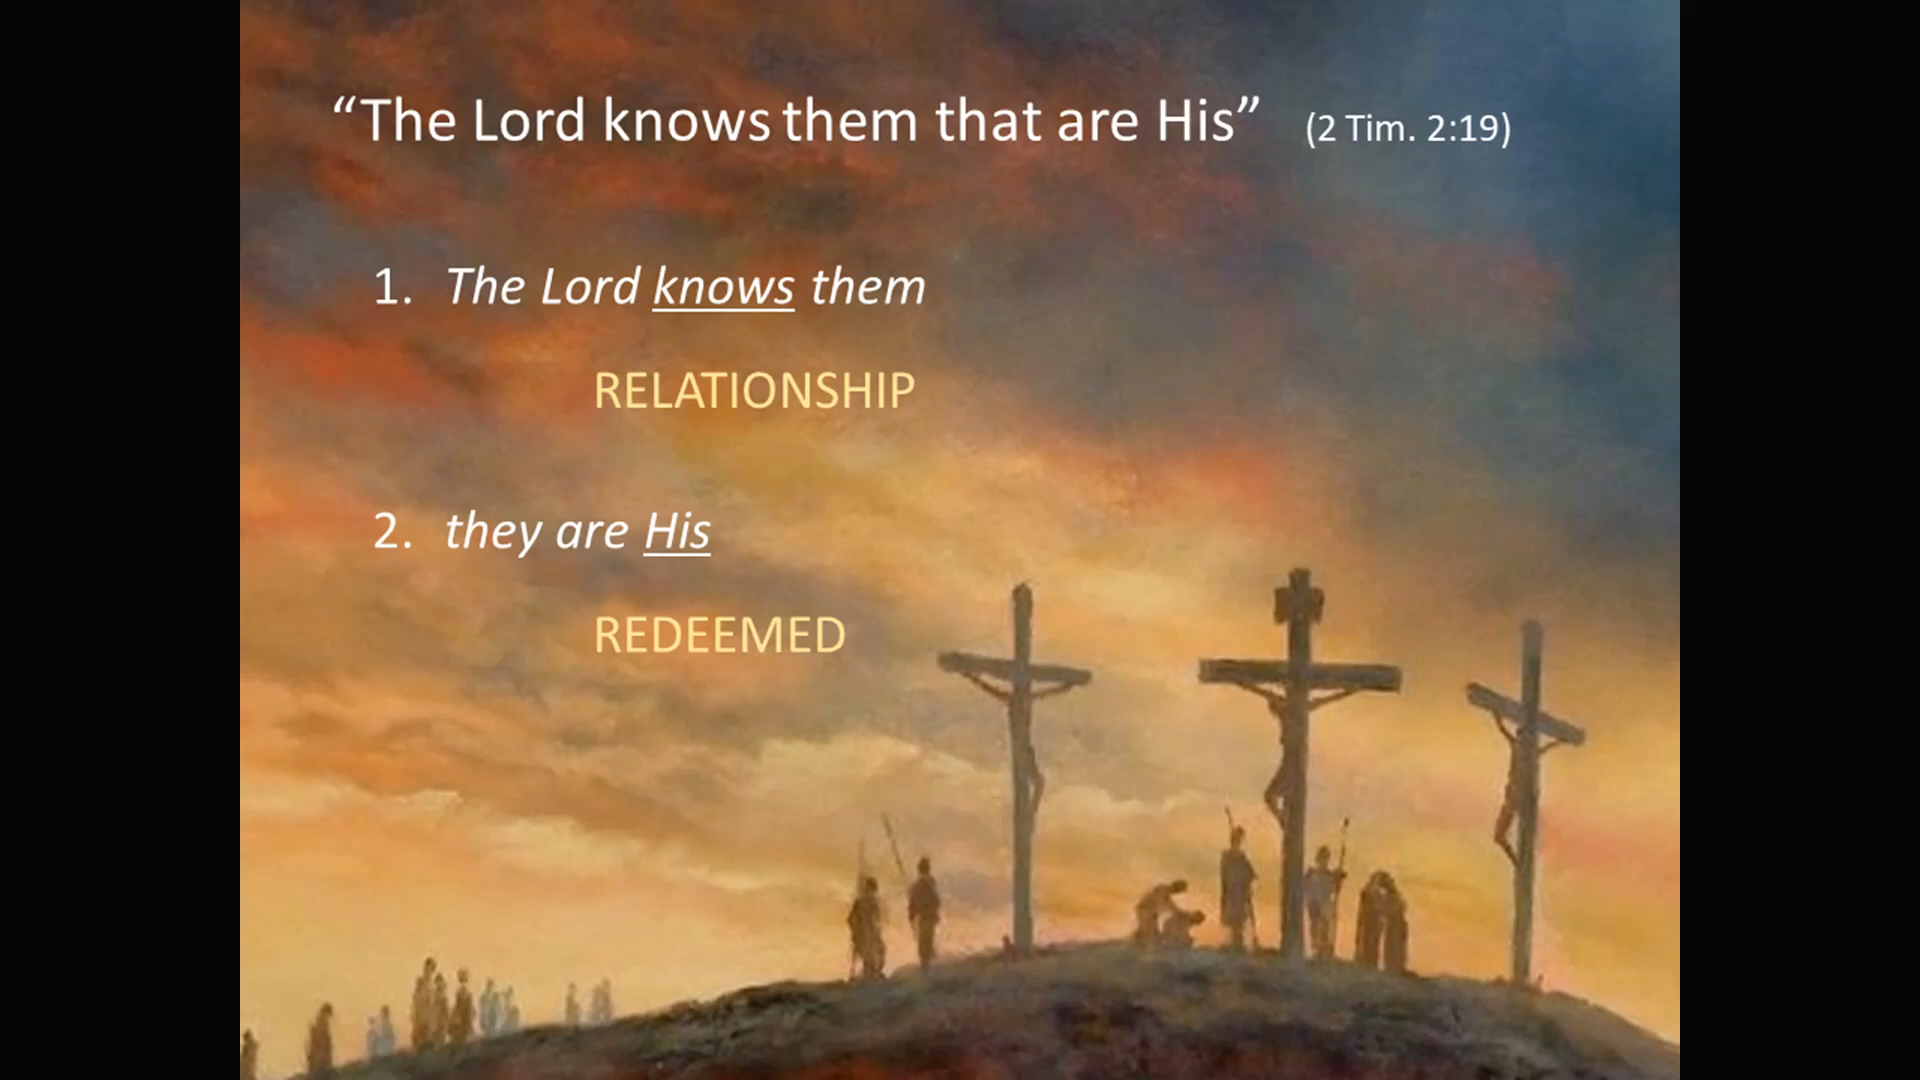 “The Lord knows them that are His” (2 Tim. 2:19)
1. The Lord knows them
RELATIONSHIP
2. they are His
REDEEMED